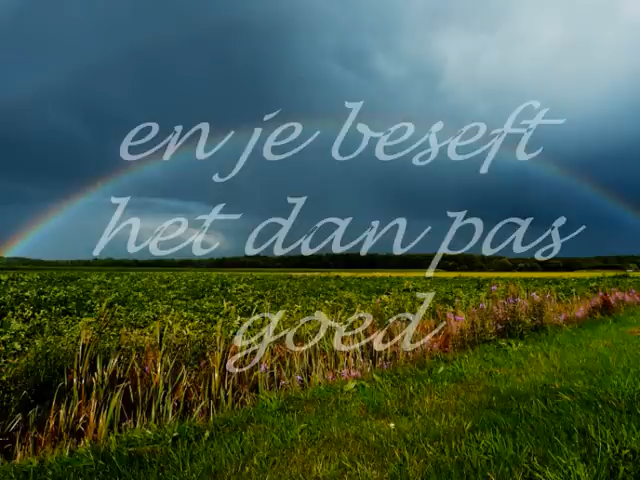 en je beseft
het dan pas
goed